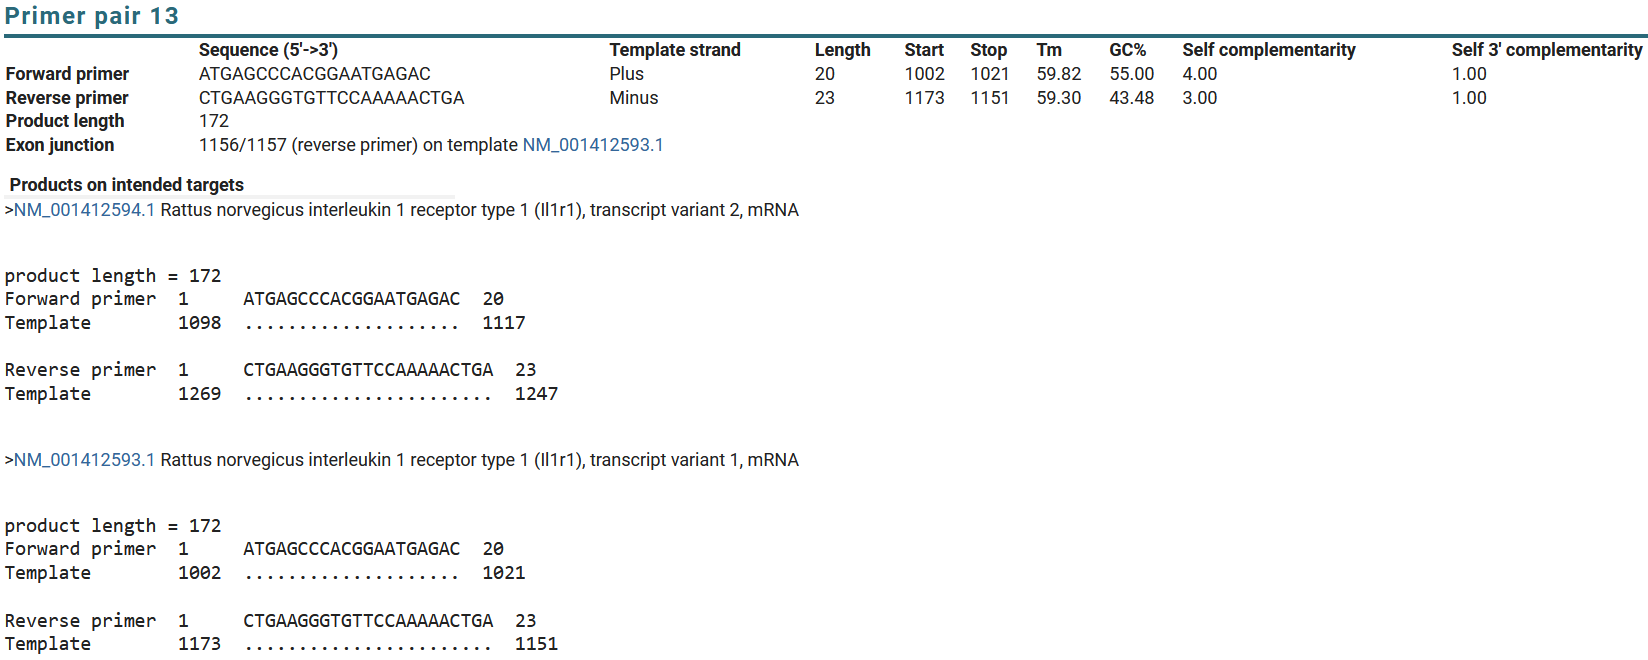 Primer pair 13
Sequence (5'->3') Template strand Length Start Stop Tm GC% Self complementarity Self 3' complementarity
Forward primer ATGAGCCCACGGAATGAGAC Plus 20 1002 1021 59.82 55.00 4.00 1.00
Reverse primer CTGAAGGGTGTTCCAAAAACTGA Minus 23 1173 1151 59.30 43.48 3.00 1.00
Product length 172
Exon junction 1156/1157 (reverse primer) on template NM_001412593.1
Products on intended targets
>NM_001412594.1 Rattus norvegicus interleukin 1 receptor type 1 (Il1r1), transcript variant 2, mRNA
product length = 172
Forward primer 1 ATGAGCCCACGGAATGAGAC 20
Template 1098 .................... 1117
Reverse primer 1 CTGAAGGGTGTTCCAAAAACTGA 23
Template 1269 ....................... 1247
>NM_001412593.1 Rattus norvegicus interleukin 1 receptor type 1 (Il1r1), transcript variant 1, mRNA
product length = 172
Forward primer 1 ATGAGCCCACGGAATGAGAC 20
Template 1002 .................... 1021
Reverse primer 1 CTGAAGGGTGTTCCAAAAACTGA 23
Template 1173 ....................... 1151